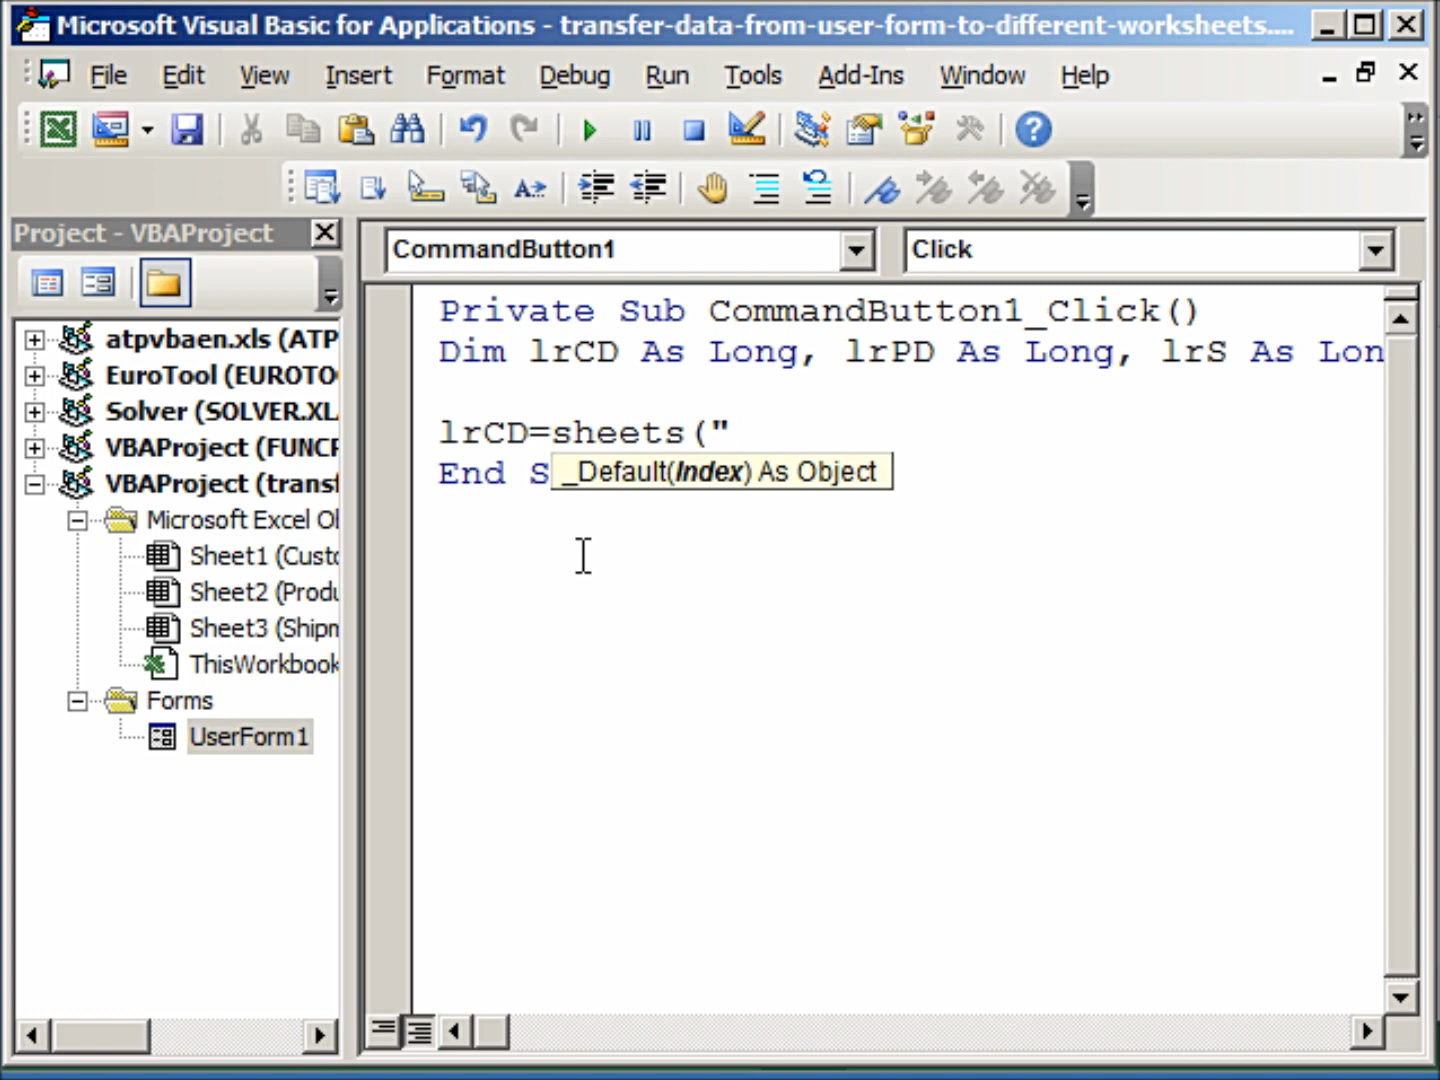 Microsoft Visual Basic for Applications - transfer-data-from-user-form-to-different-worksheets....
File Edit View Insert Format Debug Run Tools Add-Ins Window Help
Project - VBAProject
CommandButton1
Click
atpvbaen.xls (ATP
EuroTool (EUROTO
Solver (SOLVER.XL
VBAProject (FUNCR
VBAProject (transf
Microsoft Excel Ob
Sheet1 (Custo
Sheet2 (Produ
Sheet3 (Shipm
ThisWorkbook
Forms
UserForm1
Private Sub CommandButton1_Click()
Dim lrCD As Long, lrPD As Long, lrS As Lon
lrCD=sheets("
End S
_Default(Index) As Object